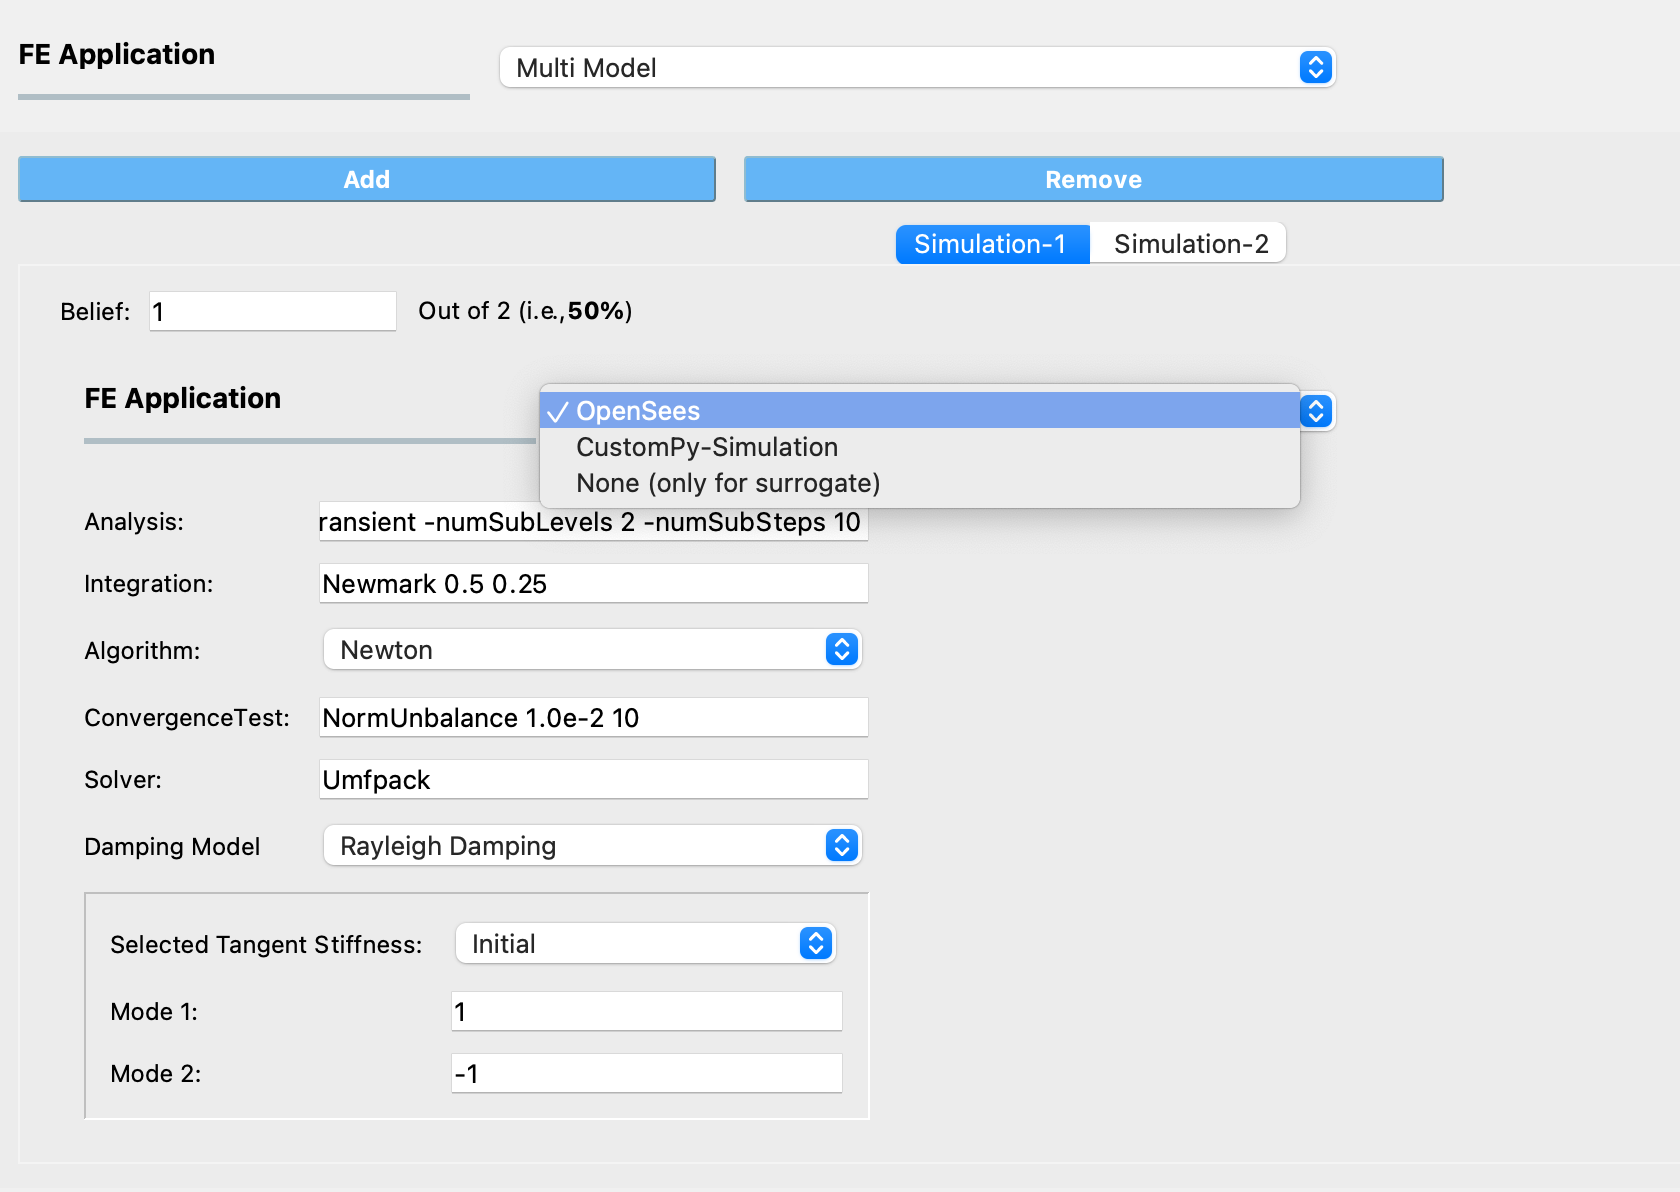 FE Application
Multi Model
Add
Remove
Simulation-1
Simulation-2
Belief: 1 Out of 2 (i.e.,50%)
FE Application
✓ OpenSees
CustomPy-Simulation
None (only for surrogate)
Analysis: ransient -numSubLevels 2 -numSubSteps 10
Integration: Newmark 0.5 0.25
Algorithm: Newton
ConvergenceTest: NormUnbalance 1.0e-2 10
Solver: Umfpack
Damping Model Rayleigh Damping
Selected Tangent Stiffness: Initial
Mode 1: 1
Mode 2: -1